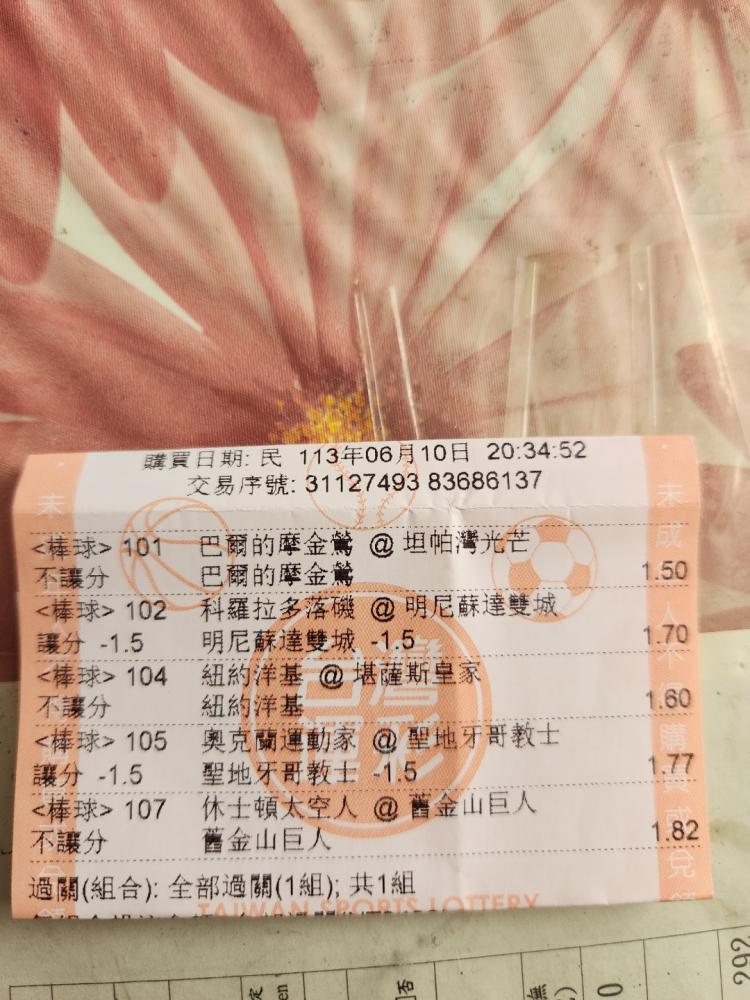 購買日期: 民 113年06月10日 20:34:52
交易序號: 31127493 83686137
<棒球> 101 巴爾的摩金鶯 @ 坦帕灣光芒
不讓分 巴爾的摩金鶯 1.50
<棒球> 102 科羅拉多落磯 @ 明尼蘇達雙城
讓分 -1.5 明尼蘇達雙城 -1.5 1.70
<棒球> 104 紐約洋基 @ 堪薩斯皇家
不讓分 紐約洋基 1.60
<棒球> 105 奧克蘭運動家 @ 聖地牙哥教士
讓分 -1.5 聖地牙哥教士 -1.5 1.77
<棒球> 107 休士頓太空人 @ 舊金山巨人
不讓分 舊金山巨人 1.82
過關(組合): 全部過關(1組); 共1組
TAIWAN SPORTS LOTTERY
292